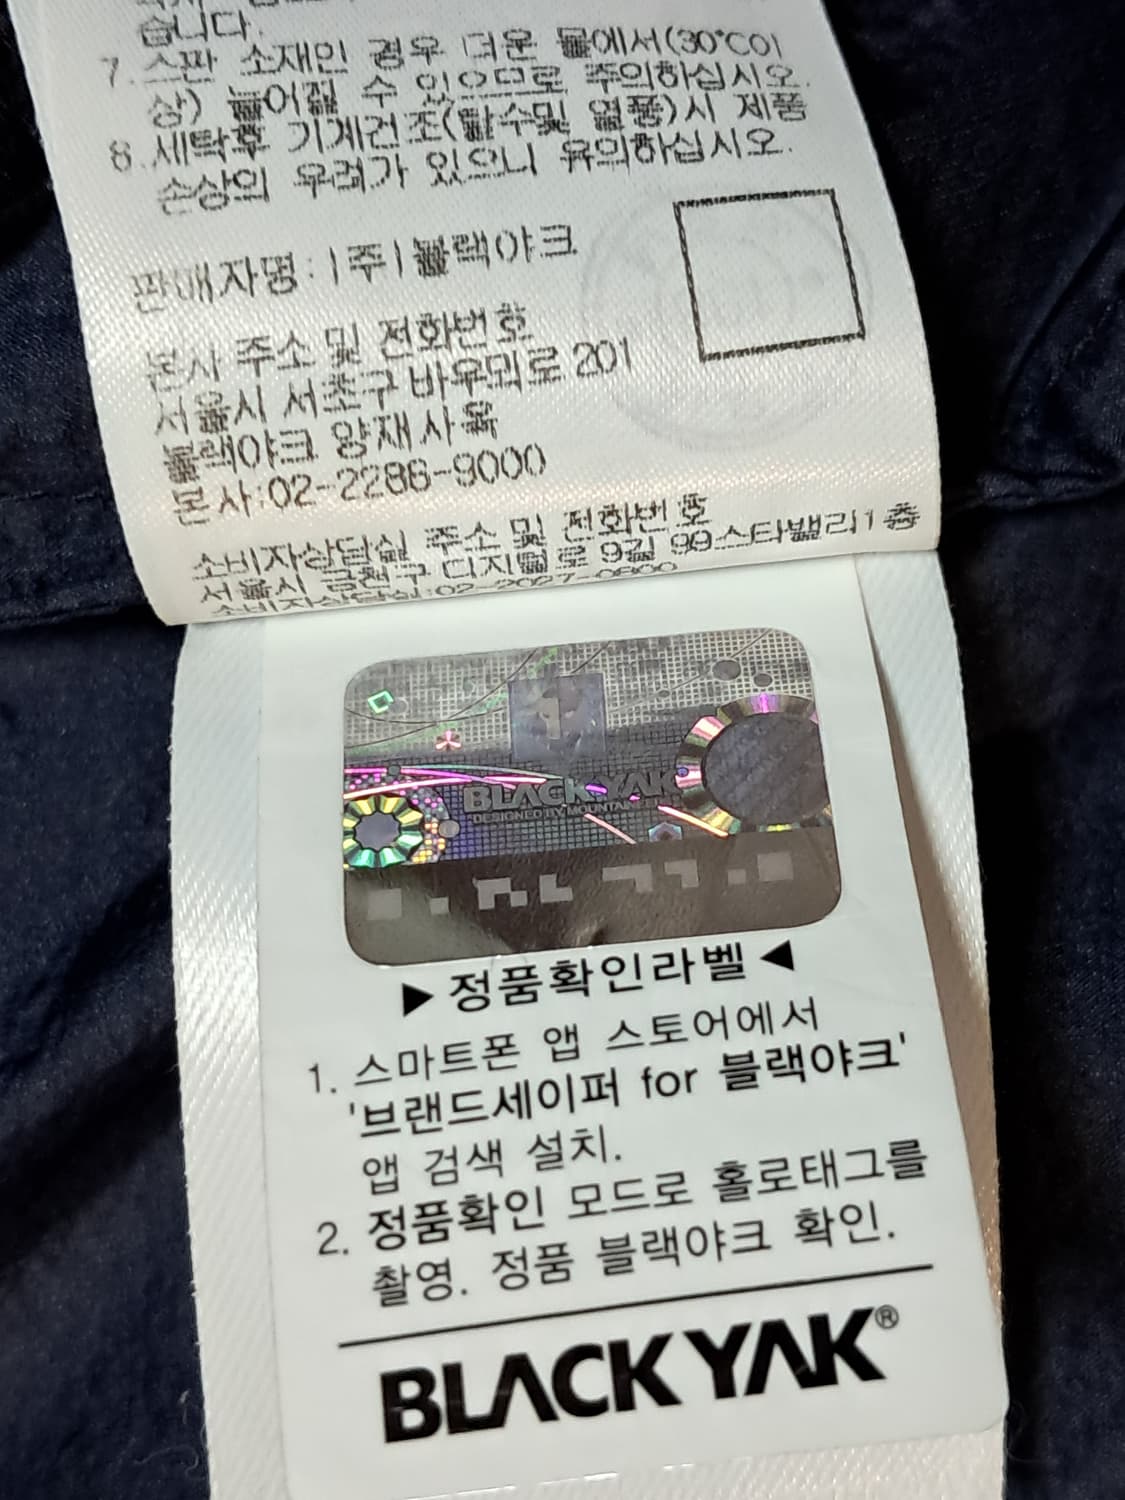 습니다.
7. 스판 소재인 경우 더운 물에서(30℃이
상) 늘어질 수 있으므로 주의하십시오.
8. 세탁후 기계건조(탈수및 열풍)시 제품
손상의 우려가 있으니 유의하십시오.
판매자명 : (주)블랙야크
본사 주소 및 전화번호
서울시 서초구 바우뫼로 201
블랙야크 양재사옥
본사:02-2286-9000
소비자상담실 주소 및 전화번호
서울시 금천구 디지털로 9길 99스타밸리1층
소비자상담실:02-2027-0800
BLACKYAK
DESIGNED BY MOUNTAIN
▶ 정품확인라벨 ◀
1. 스마트폰 앱 스토어에서
'브랜드세이퍼 for 블랙야크'
앱 검색 설치.
2. 정품확인 모드로 홀로태그를
촬영. 정품 블랙야크 확인.
BLACKYAK®